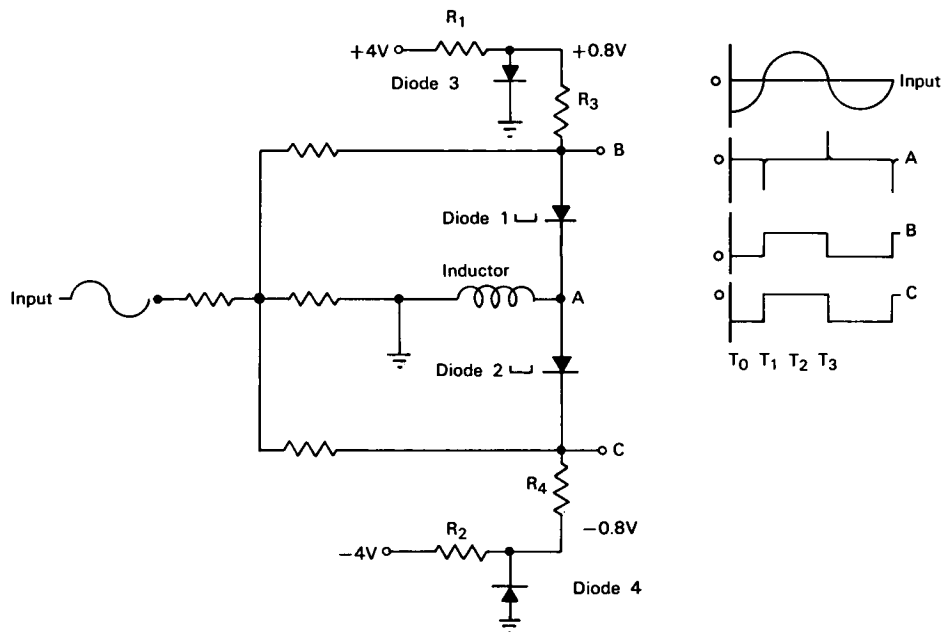 R1
+4V
+0.8V
Diode 3
R3
B
Diode 1
Inductor
Input
A
Diode 2
C
R4
-0.8V
R2
-4V
Diode 4
O
Input
O
A
O
B
O
C
T0 T1 T2 T3